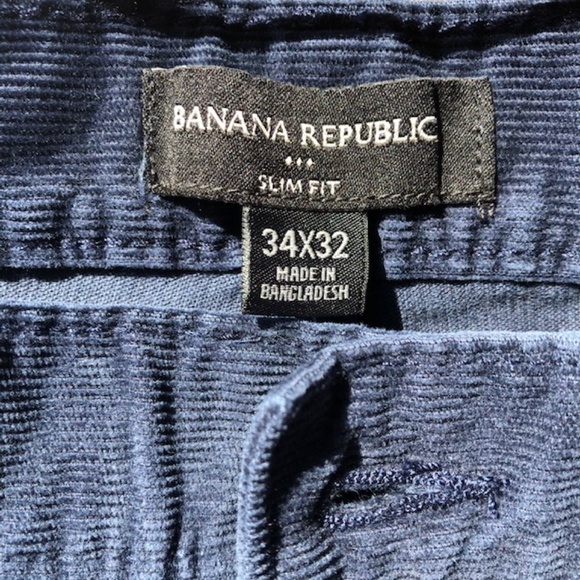 BANANA REPUBLIC
SLIM FIT
34X32
MADE IN
BANGLADESH